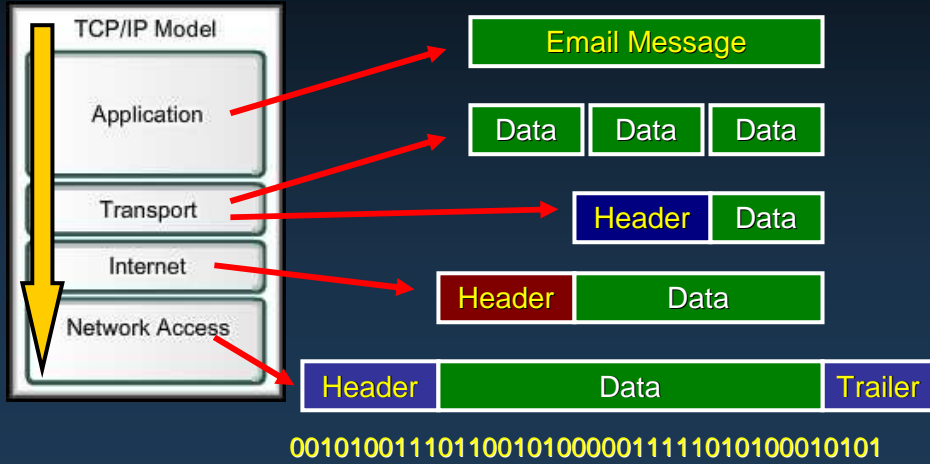 TCP/IP Model
Application
Transport
Internet
Network Access
Email Message
Data Data Data
Header Data
Header Data
Header Data Trailer
0010100111011001010000011111010100010101